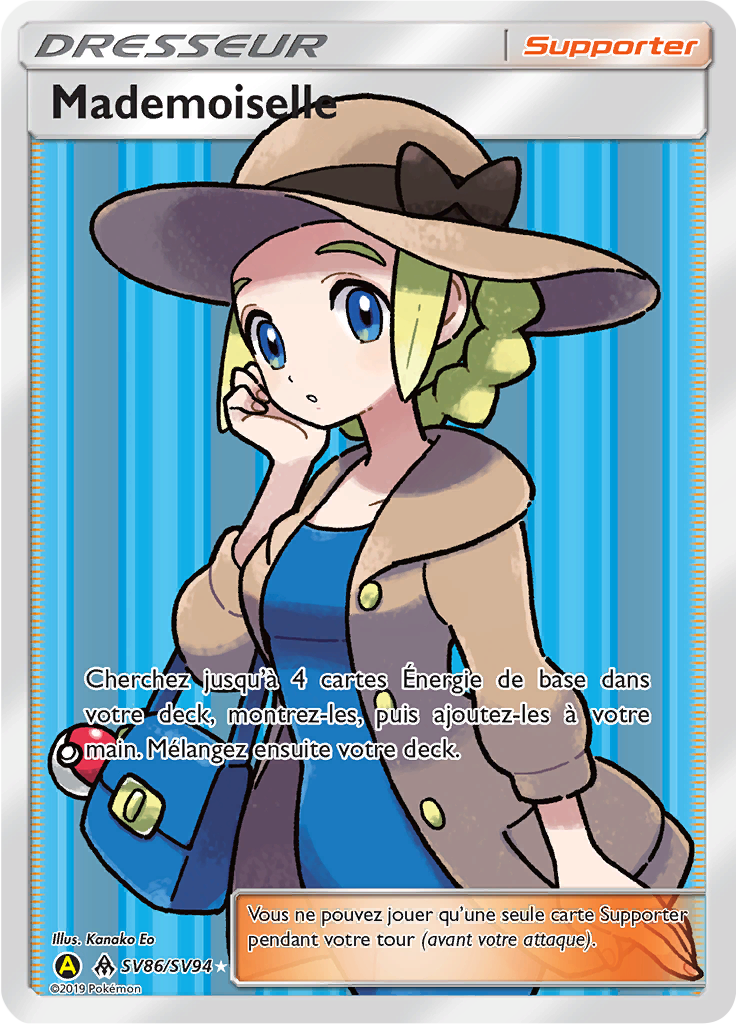 DRESSEUR
Supporter
Mademoiselle
Cherchez jusqu'à 4 cartes Énergie de base dans
votre deck, montrez-les, puis ajoutez-les à votre
main. Mélangez ensuite votre deck.
Vous ne pouvez jouer qu'une seule carte Supporter
pendant votre tour (avant votre attaque).
Illus. Kanako Eo
A SV86/SV94
©2019 Pokémon